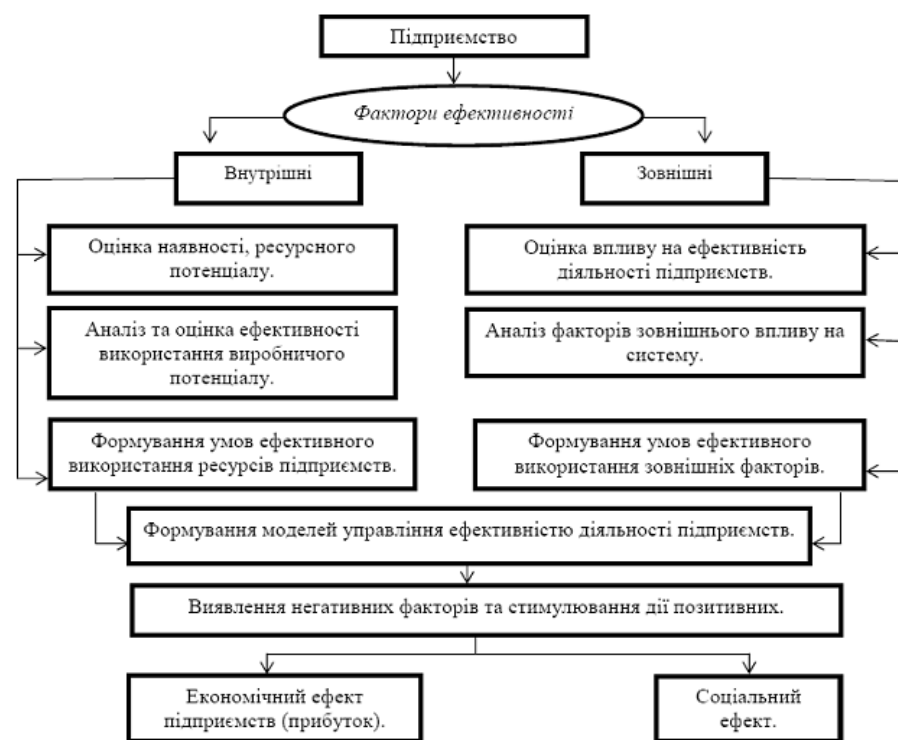 Підприємство
Фактори ефективності
Внутрішні
Зовнішні
Оцінка наявності, ресурсного
потенціалу.
Оцінка впливу на ефективність
діяльності підприємств.
Аналіз та оцінка ефективності
використання виробничого
потенціалу.
Аналіз факторів зовнішнього впливу на
систему.
Формування умов ефективного
використання ресурсів підприємств.
Формування умов ефективного
використання зовнішніх факторів.
Формування моделей управління ефективністю діяльності підприємств.
Виявлення негативних факторів та стимулювання дії позитивних.
Економічний ефект
підприємств (прибуток).
Соціальний
ефект.